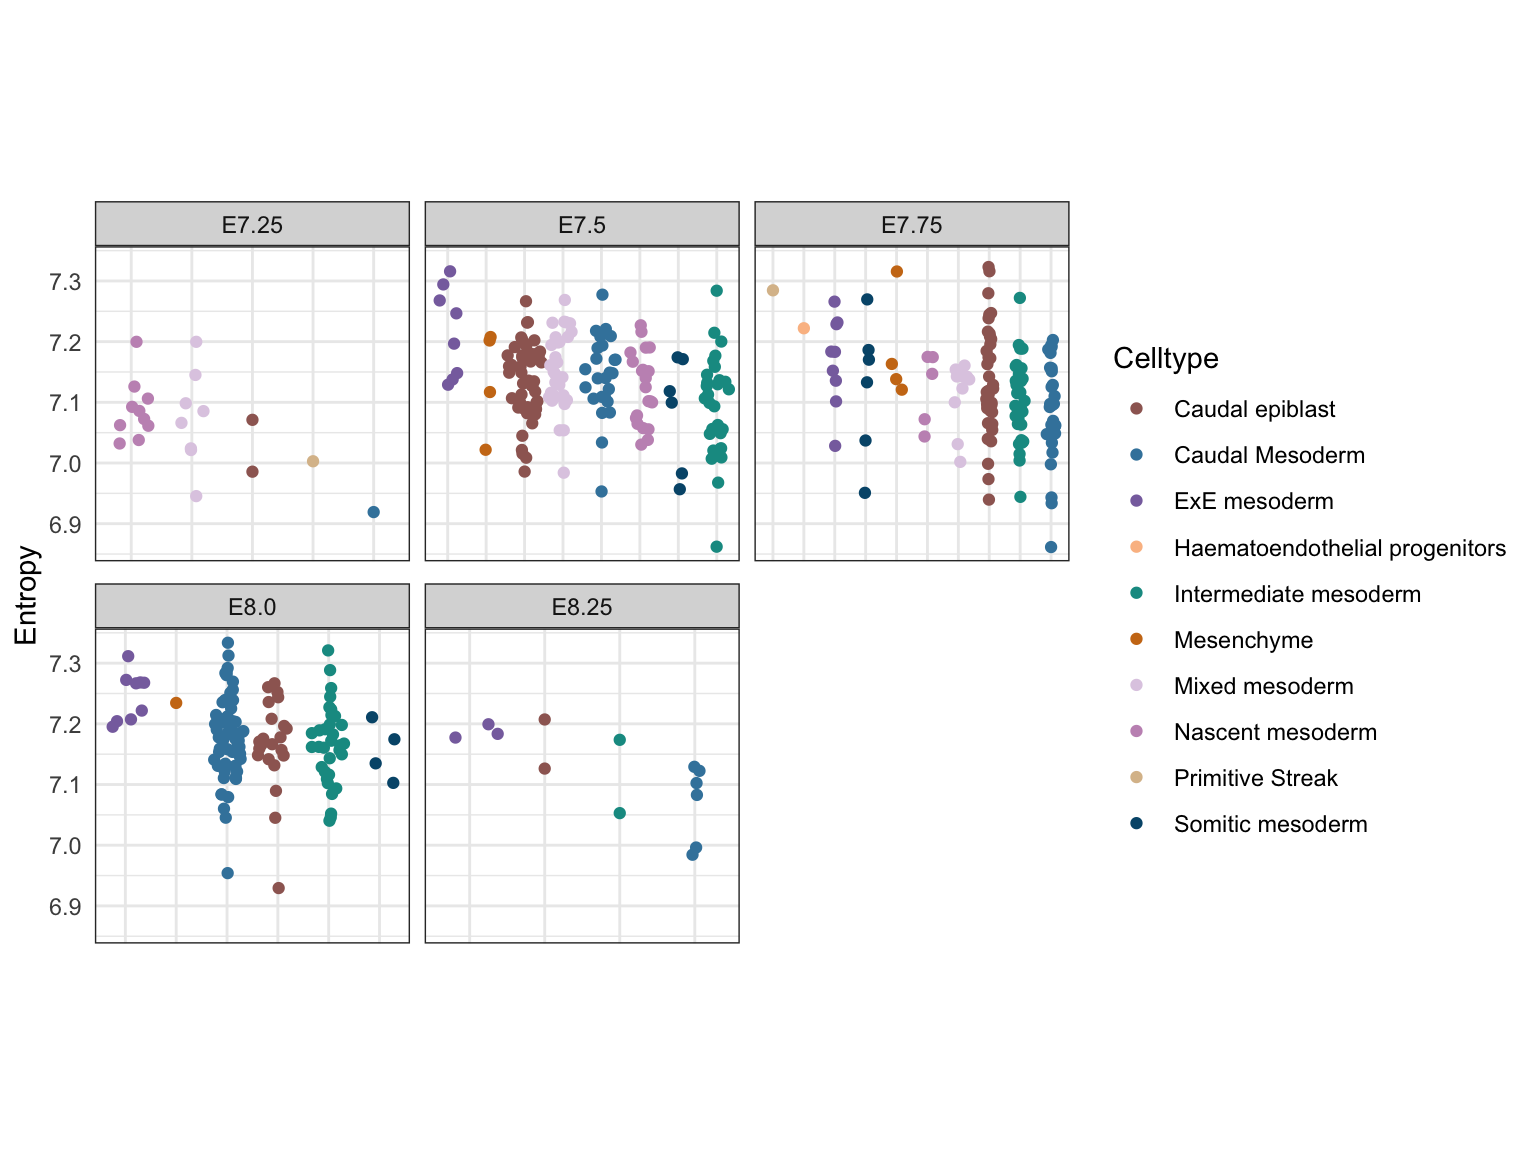 E7.25
E7.5
E7.75
7.3
7.2
7.1
7.0
6.9
E8.0
E8.25
7.3
7.2
7.1
7.0
6.9
Entropy
Celltype
Caudal epiblast
Caudal Mesoderm
ExE mesoderm
Haematoendothelial progenitors
Intermediate mesoderm
Mesenchyme
Mixed mesoderm
Nascent mesoderm
Primitive Streak
Somitic mesoderm